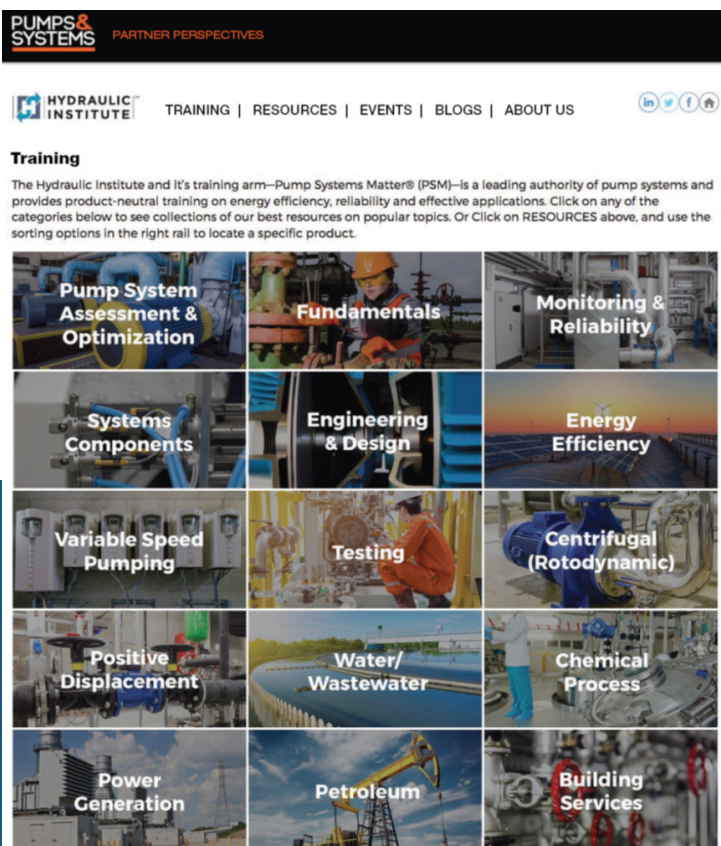 PUMPS&
SYSTEMS
PARTNER PERSPECTIVES
HYDRAULIC
INSTITUTE
TRAINING | RESOURCES | EVENTS | BLOGS | ABOUT US
in f
Training
The Hydraulic Institute and it's training arm—Pump Systems Matter® (PSM)—is a leading authority of pump systems and
provides product-neutral training on energy efficiency, reliability and effective applications. Click on any of the
categories below to see collections of our best resources on popular topics. Or Click on RESOURCES above, and use the
sorting options in the right rail to locate a specific product.
Pump System
Assessment &
Optimization
Fundamentals
Monitoring &
Reliability
Systems
Components
Engineering
& Design
Energy
Efficiency
Variable Speed
Pumping
Testing
Centrifugal
(Rotodynamic)
Positive
Displacement
Water/
Wastewater
Chemical
Process
Power
Generation
Petroleum
Building
Services